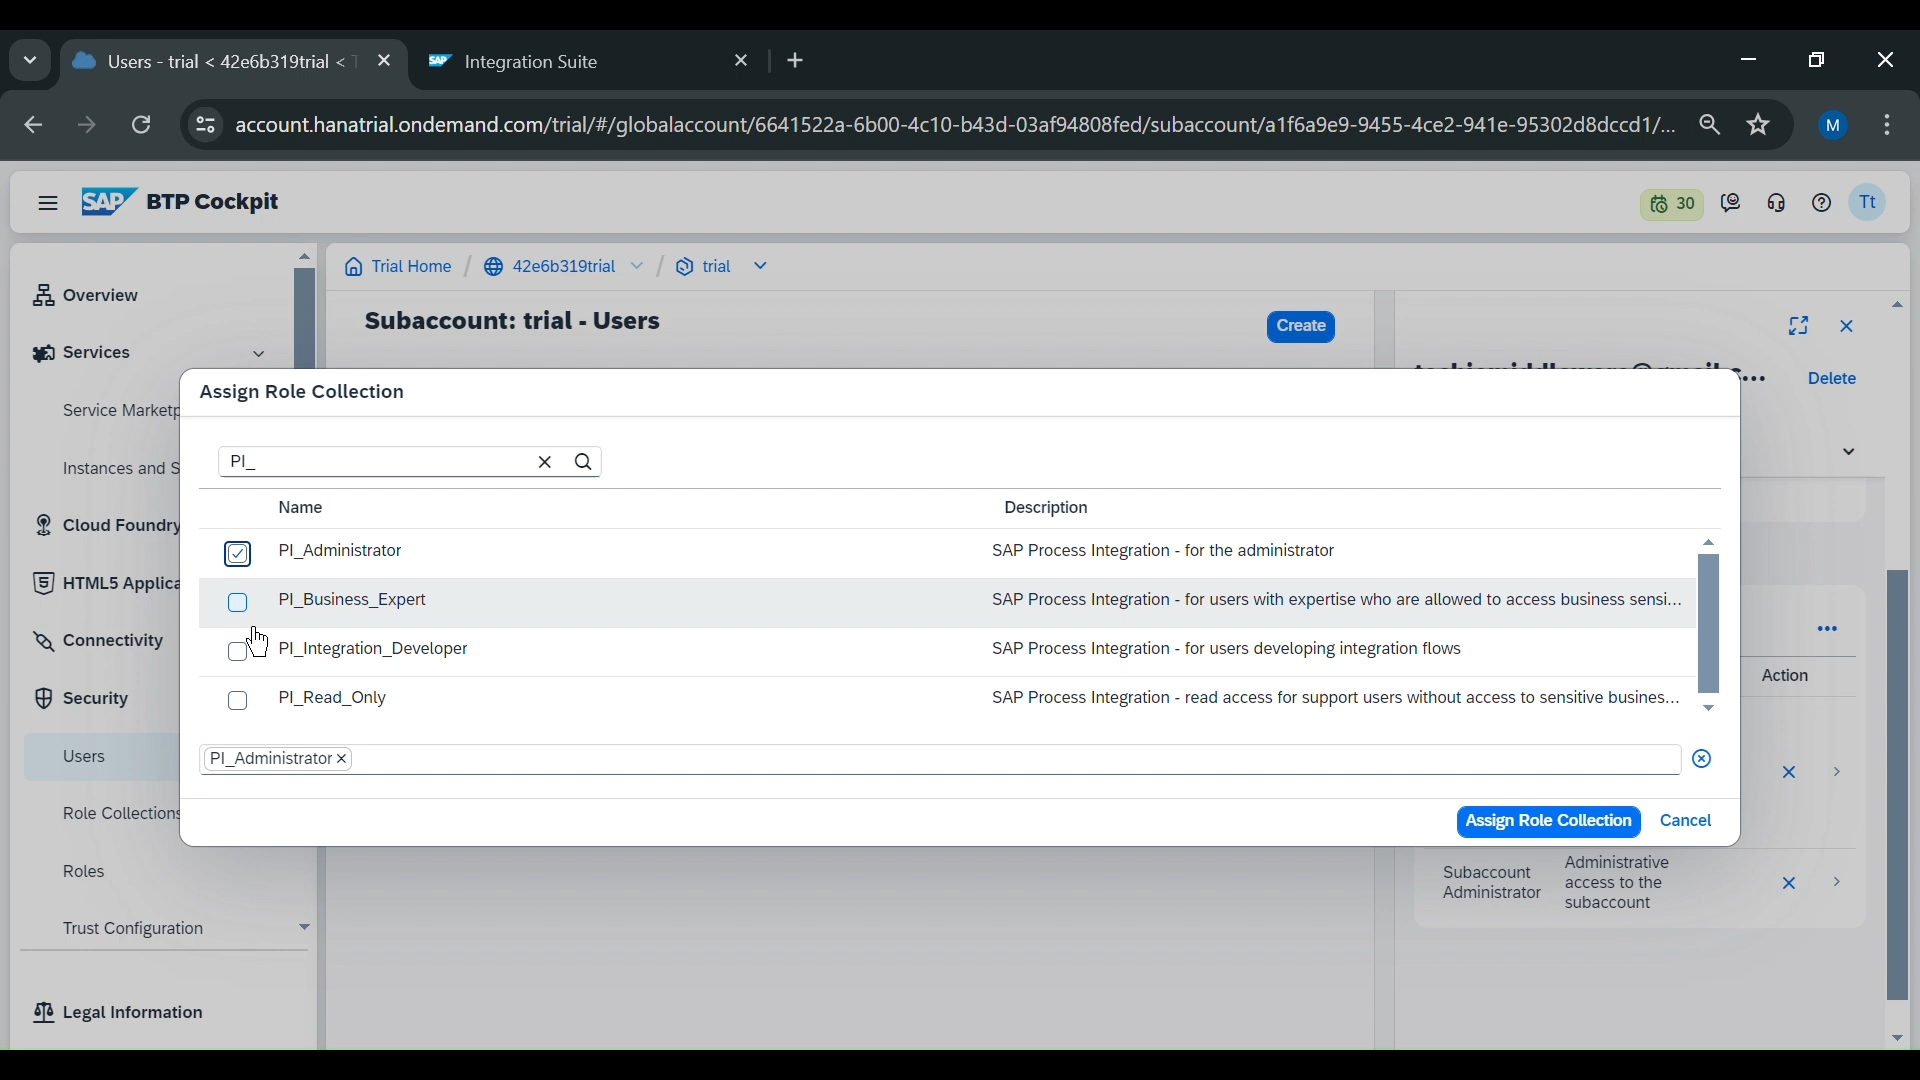 Users - trial < 42e6b319trial <
SAP Integration Suite
account.hanatrial.ondemand.com/trial/#/globalaccount/6641522a-6b00-4c10-b43d-03af94808fed/subaccount/a1f6a9e9-9455-4ce2-941e-95302d8dccd1/...
M
SAP BTP Cockpit
30
Tt
Overview
Trial Home / 42e6b319trial / trial
Subaccount: trial - Users
Create
Services
Delete
Assign Role Collection
Service Marketp
PI_
Instances and S
Name Description
Cloud Foundry
PI_Administrator SAP Process Integration - for the administrator
HTML5 Applica
PI_Business_Expert SAP Process Integration - for users with expertise who are allowed to access business sensi...
Connectivity
PI_Integration_Developer SAP Process Integration - for users developing integration flows
Action
Security
PI_Read_Only SAP Process Integration - read access for support users without access to sensitive busines...
Users
PI_Administrator
Role Collections
Assign Role Collection Cancel
Roles
Subaccount
Administrator
Administrative
access to the
subaccount
Trust Configuration
Legal Information